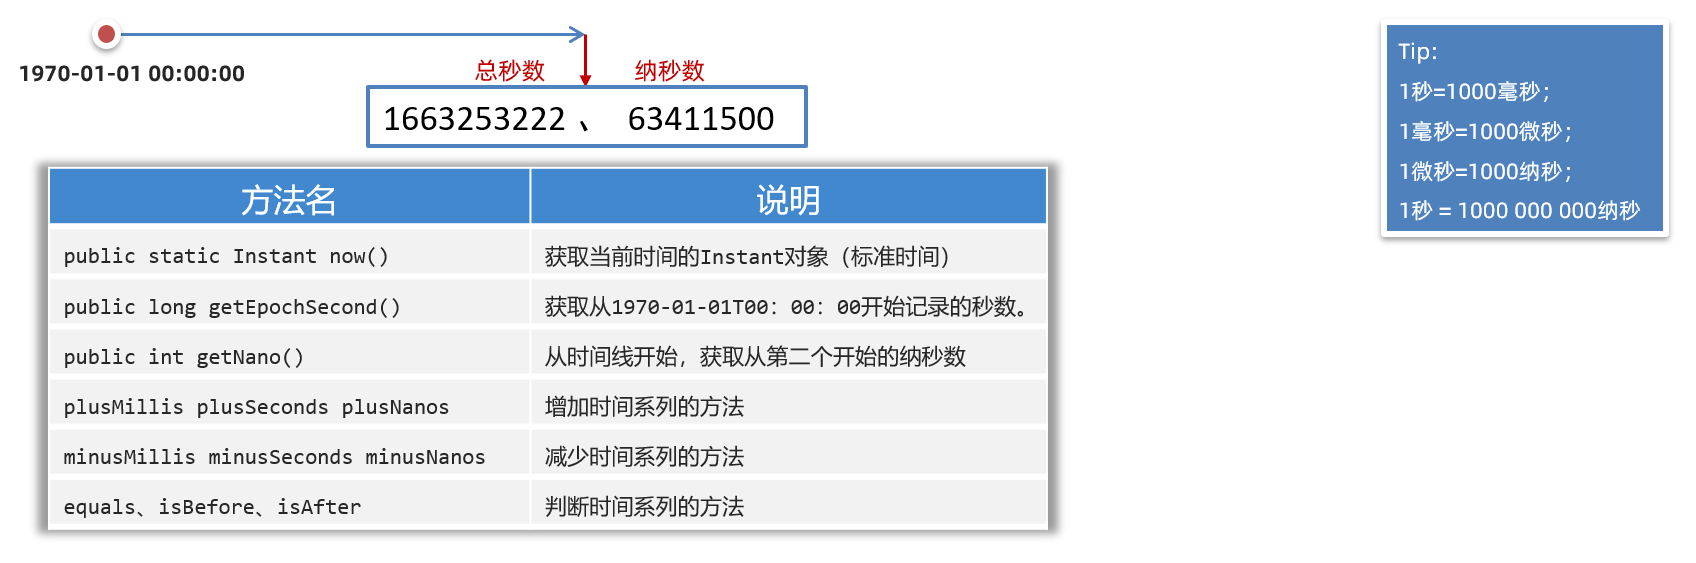 1970-01-01 00:00:00
总秒数 纳秒数
1663253222 、 63411500
Tip:
1秒=1000毫秒；
1毫秒=1000微秒；
1微秒=1000纳秒；
1秒 = 1000 000 000纳秒
方法名 说明
public static Instant now() 获取当前时间的Instant对象（标准时间）
public long getEpochSecond() 获取从1970-01-01T00：00：00开始记录的秒数。
public int getNano() 从时间线开始，获取从第二个开始的纳秒数
plusMillis plusSeconds plusNanos 增加时间系列的方法
minusMillis minusSeconds minusNanos 减少时间系列的方法
equals、isBefore、isAfter 判断时间系列的方法